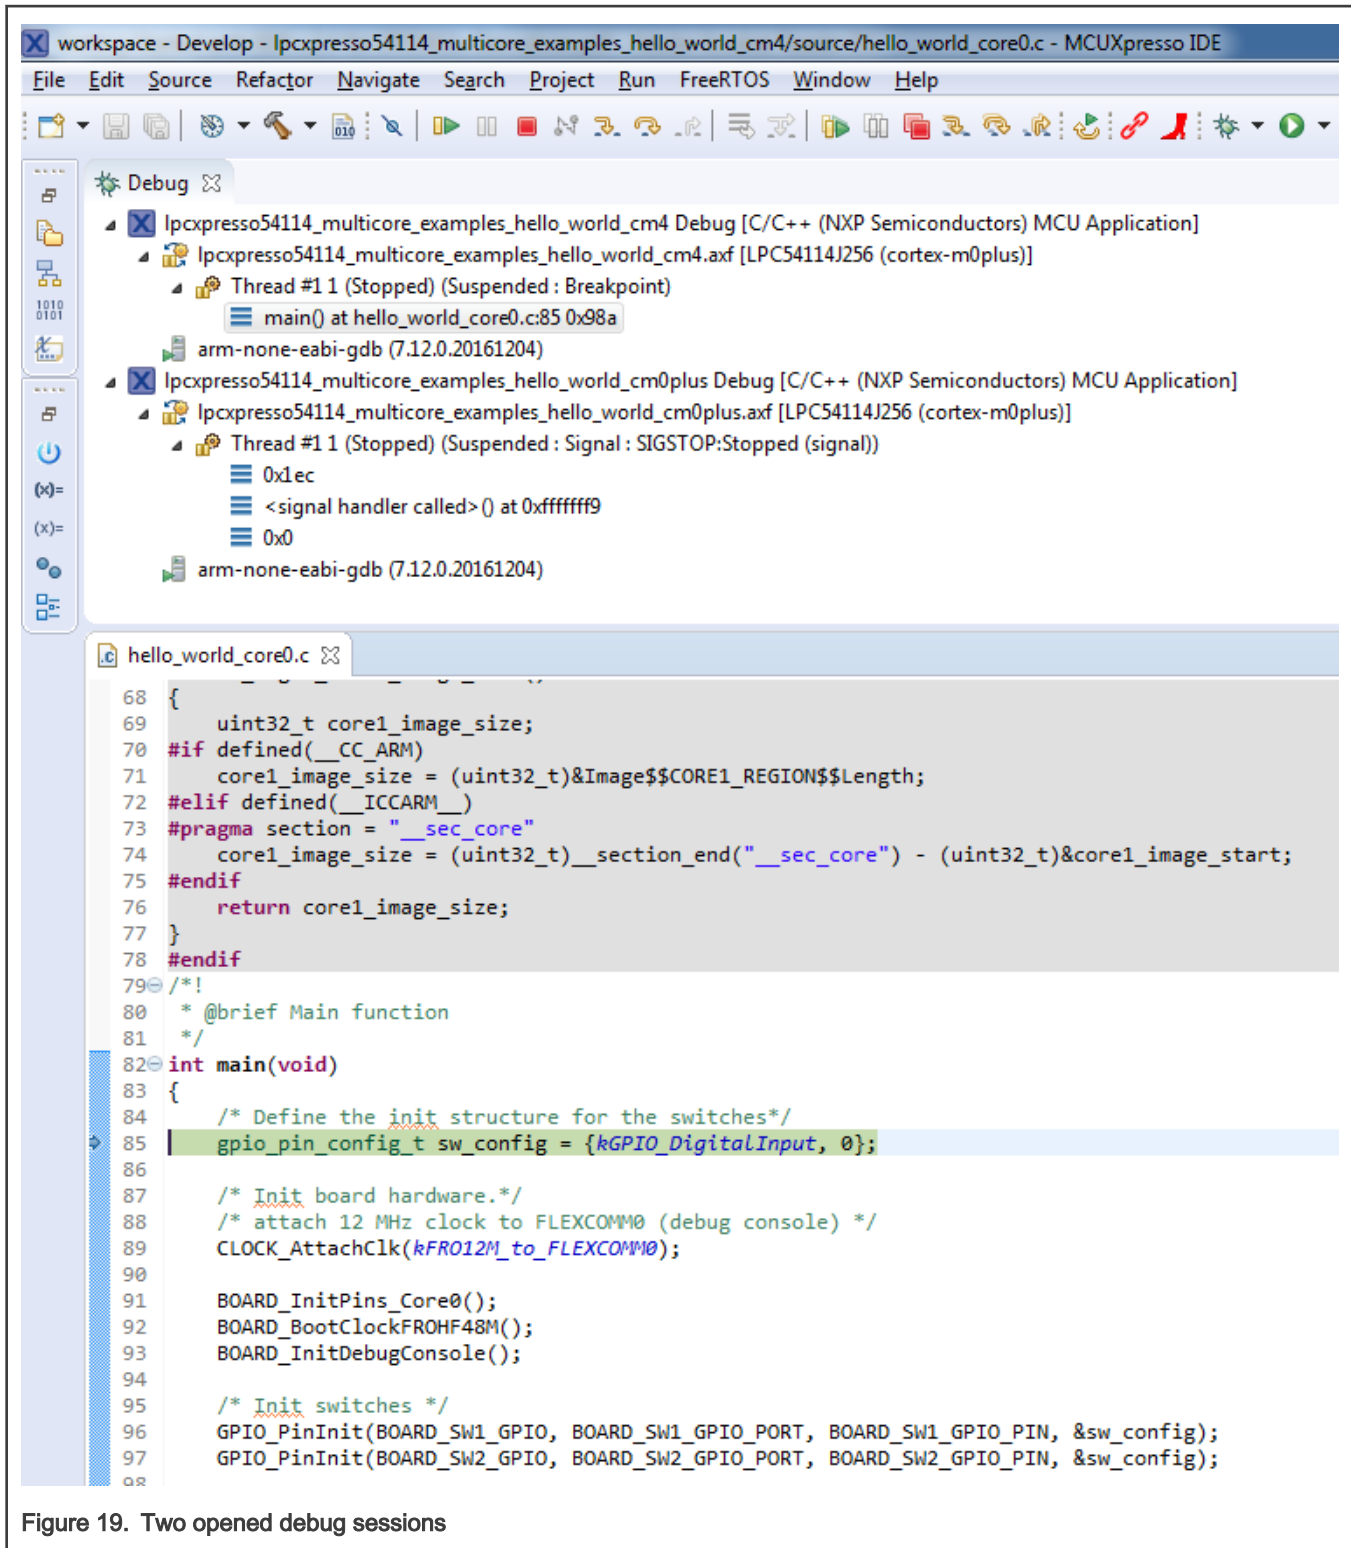 workspace - Develop - lpcxpresso54114_multicore_examples_hello_world_cm4/source/hello_world_core0.c - MCUXpresso IDE
File Edit Source Refactor Navigate Search Project Run FreeRTOS Window Help
010
Debug
lpcxpresso54114_multicore_examples_hello_world_cm4 Debug [C/C++ (NXP Semiconductors) MCU Application]
lpcxpresso54114_multicore_examples_hello_world_cm4.axf [LPC54114J256 (cortex-m0plus)]
Thread #1 1 (Stopped) (Suspended : Breakpoint)
main() at hello_world_core0.c:85 0x98a
arm-none-eabi-gdb (7.12.0.20161204)
lpcxpresso54114_multicore_examples_hello_world_cm0plus Debug [C/C++ (NXP Semiconductors) MCU Application]
lpcxpresso54114_multicore_examples_hello_world_cm0plus.axf [LPC54114J256 (cortex-m0plus)]
Thread #1 1 (Stopped) (Suspended : Signal : SIGSTOP:Stopped (signal))
0x1ec
<signal handler called>() at 0xfffffff9
0x0
arm-none-eabi-gdb (7.12.0.20161204)
1010
0101
(x)=
(x)=
.c hello_world_core0.c
68 {
69 uint32_t core1_image_size;
70 #if defined(__CC_ARM)
71 core1_image_size = (uint32_t)&Image$$CORE1_REGION$$Length;
72 #elif defined(__ICCARM__)
73 #pragma section = "__sec_core"
74 core1_image_size = (uint32_t)__section_end("__sec_core") - (uint32_t)&core1_image_start;
75 #endif
76 return core1_image_size;
77 }
78 #endif
79 /*!
80 * @brief Main function
81 */
82 int main(void)
83 {
84 /* Define the init structure for the switches*/
85 gpio_pin_config_t sw_config = {kGPIO_DigitalInput, 0};
86
87 /* Init board hardware.*/
88 /* attach 12 MHz clock to FLEXCOMM0 (debug console) */
89 CLOCK_AttachClk(kFRO12M_to_FLEXCOMM0);
90
91 BOARD_InitPins_Core0();
92 BOARD_BootClockFROHF48M();
93 BOARD_InitDebugConsole();
94
95 /* Init switches */
96 GPIO_PinInit(BOARD_SW1_GPIO, BOARD_SW1_GPIO_PORT, BOARD_SW1_GPIO_PIN, &sw_config);
97 GPIO_PinInit(BOARD_SW2_GPIO, BOARD_SW2_GPIO_PORT, BOARD_SW2_GPIO_PIN, &sw_config);
98
Figure 19. Two opened debug sessions